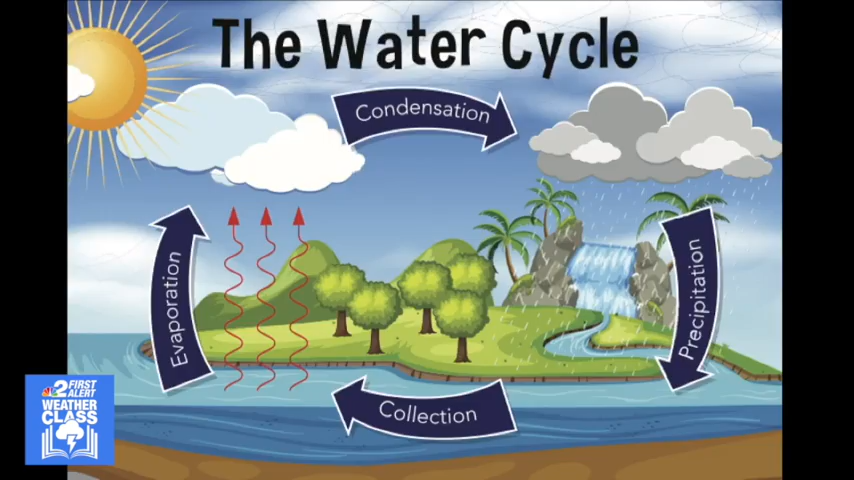 The Water Cycle
Condensation
Evaporation
Precipitation
Collection
2 FIRST
ALERT
WEATHER
CLASS